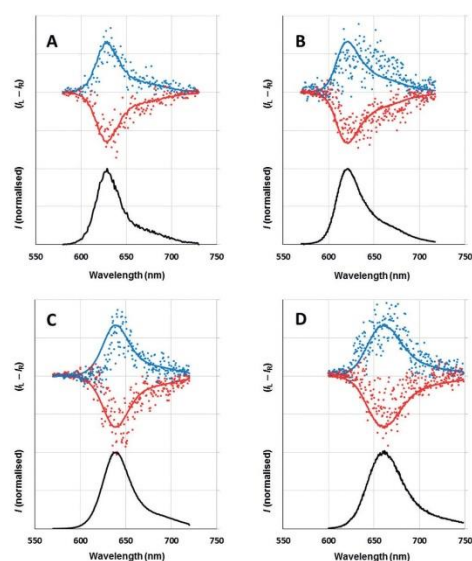 A
(I_L – I_R)
I (normalised)
550 600 650 700 750
Wavelength (nm)
B
(I_L – I_R)
I (normalised)
550 600 650 700 750
Wavelength (nm)
C
(I_L – I_R)
I (normalised)
550 600 650 700 750
Wavelength (nm)
D
(I_L – I_R)
I (normalised)
550 600 650 700 750
Wavelength (nm)